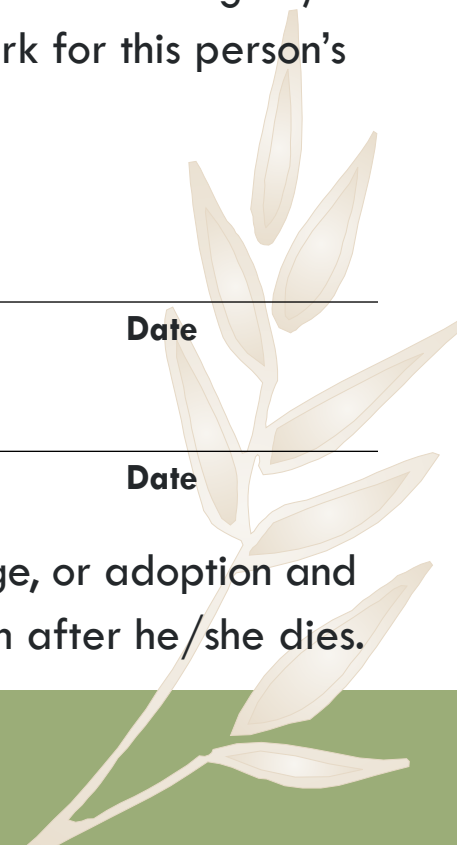 rk for this person’s
Date
Date
ge, or adoption and
n after he/she dies.